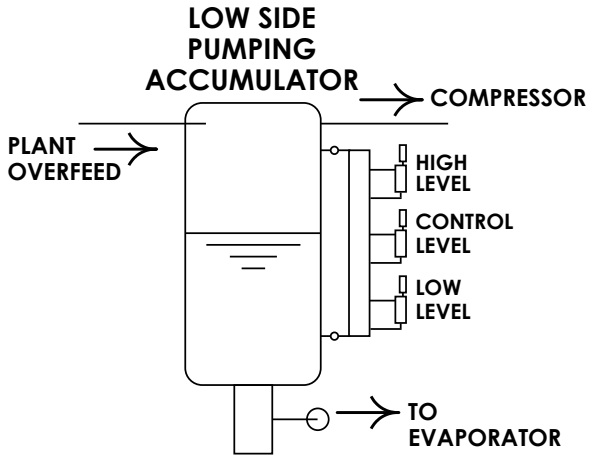 LOW SIDE
PUMPING
ACCUMULATOR
COMPRESSOR
PLANT
OVERFEED
HIGH
LEVEL
CONTROL
LEVEL
LOW
LEVEL
TO
EVAPORATOR